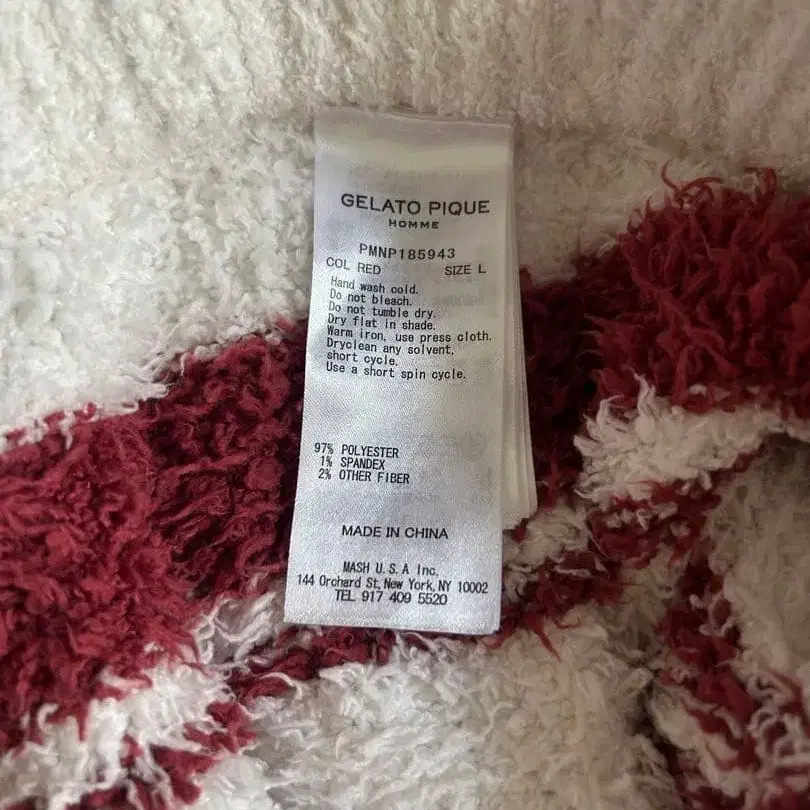 GELATO PIQUE
HOMME
PMNP185943
COL RED SIZE L
Hand wash cold.
Do not bleach.
Do not tumble dry.
Dry flat in shade.
Warm iron, use press cloth.
Dryclean any solvent,
short cycle.
Use a short spin cycle.
97% POLYESTER
1% SPANDEX
2% OTHER FIBER
MADE IN CHINA
MASH U.S.A Inc,
144 Orchard St, New York, NY 10002
TEL 917 409 5520